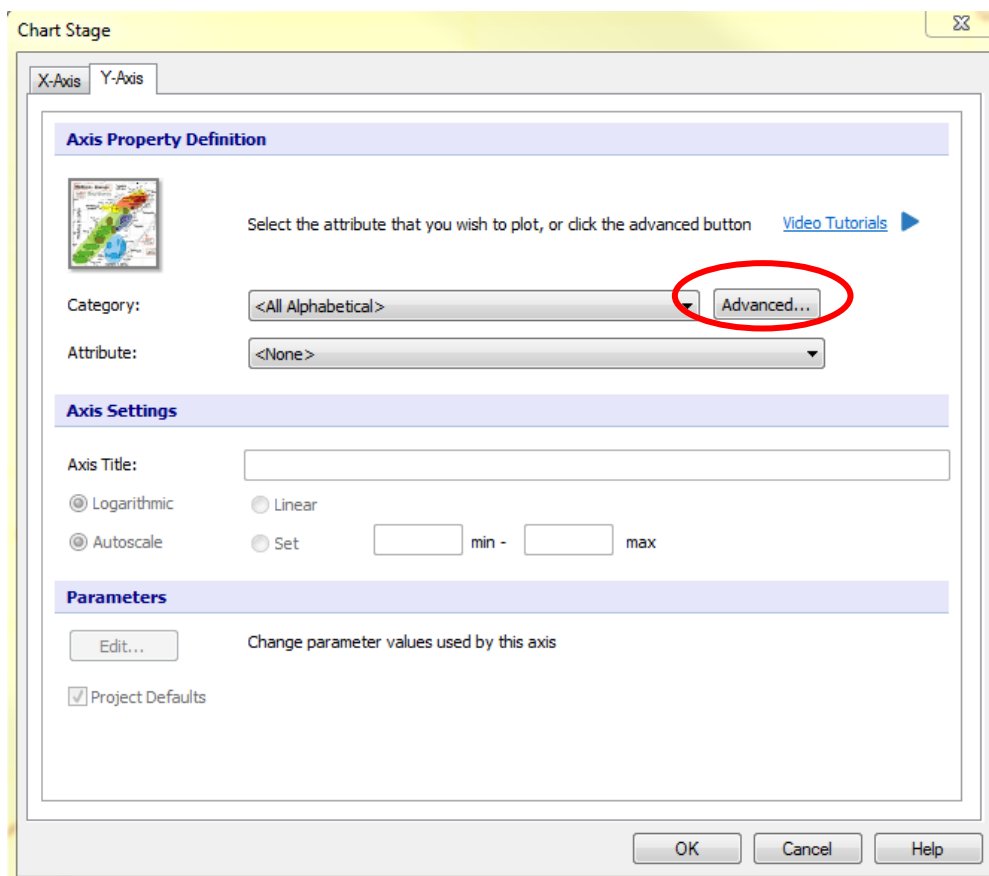 Chart Stage
X-Axis Y-Axis
Axis Property Definition
Select the attribute that you wish to plot, or click the advanced button Video Tutorials
Category: <All Alphabetical> Advanced...
Attribute: <None>
Axis Settings
Axis Title:
Logarithmic Linear
Autoscale Set min - max
Parameters
Edit... Change parameter values used by this axis
Project Defaults
OK Cancel Help